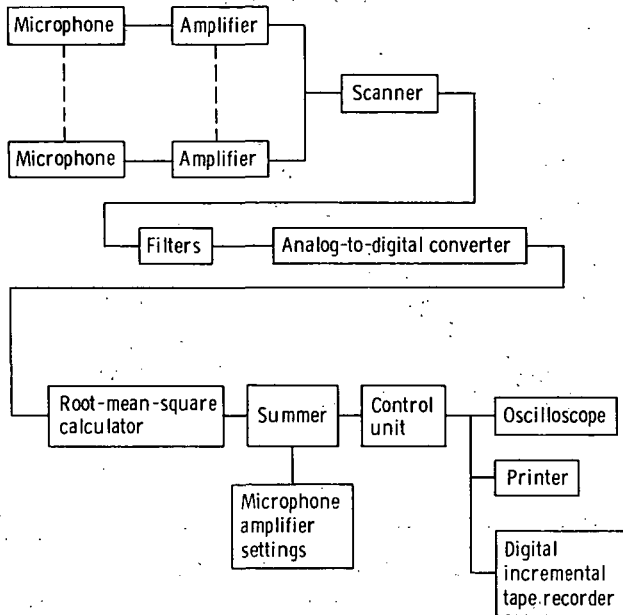 Microphone
Amplifier
Scanner
Microphone
Amplifier
Filters
Analog-to-digital converter
Root-mean-square
calculator
Summer
Control
unit
Oscilloscope
Printer
Microphone
amplifier
settings
Digital
incremental
tape recorder